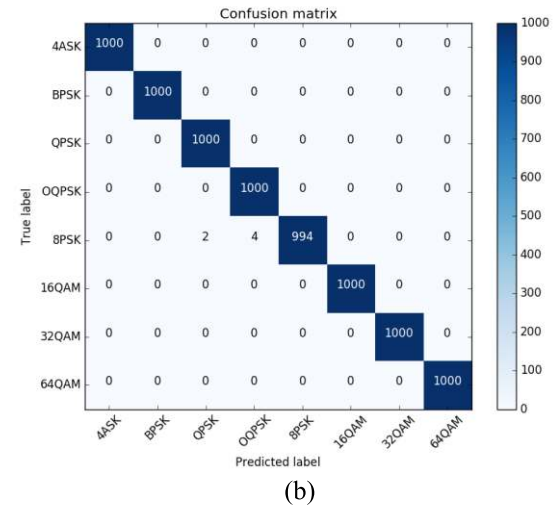 Confusion matrix
4ASK 1000 0 0 0 0 0 0 0
BPSK 0 1000 0 0 0 0 0 0
QPSK 0 0 1000 0 0 0 0 0
OQPSK 0 0 0 1000 0 0 0 0
8PSK 0 0 2 4 994 0 0 0
16QAM 0 0 0 0 0 1000 0 0
32QAM 0 0 0 0 0 0 1000 0
64QAM 0 0 0 0 0 0 0 1000
True label
4ASK BPSK QPSK OQPSK 8PSK 16QAM 32QAM 64QAM
Predicted label
1000
900
800
700
600
500
400
300
200
100
0
(b)